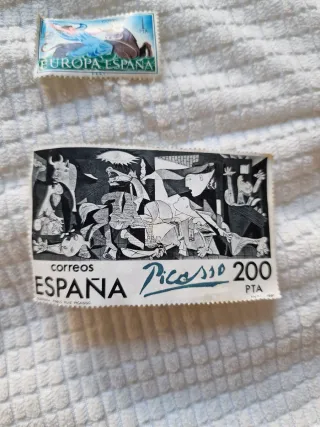 EUROPA ESPAÑA
correos
ESPAÑA
Picasso
200
PTA